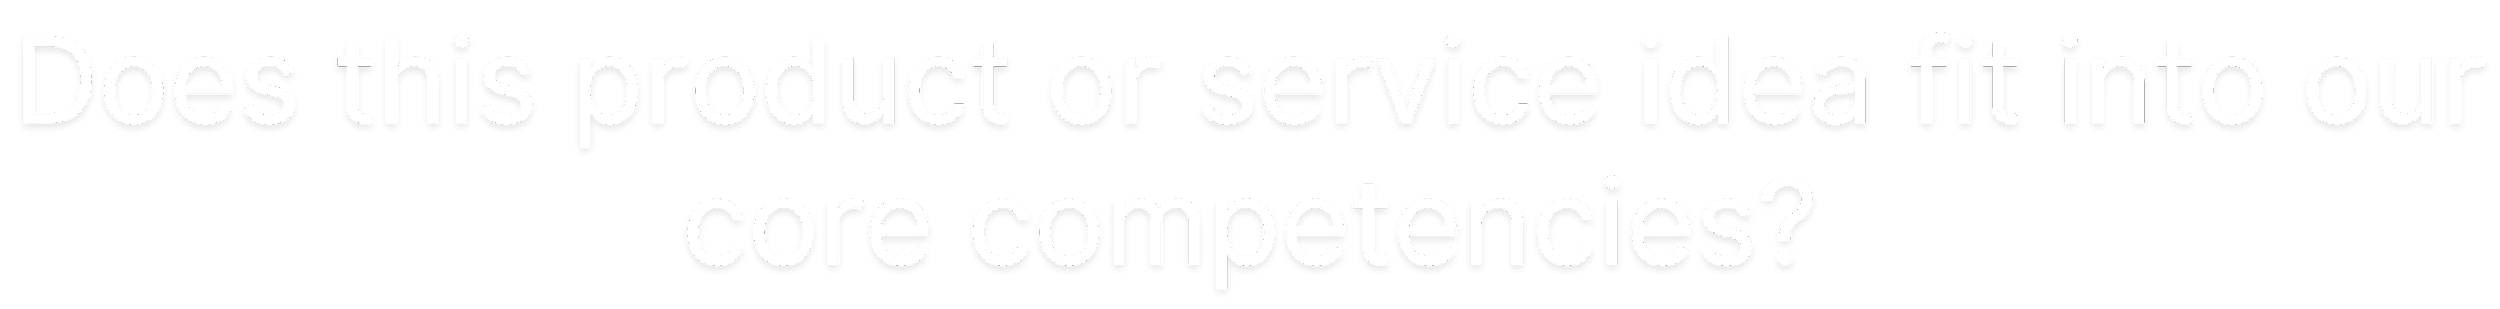 Does this product or service idea fit into our
core competencies?